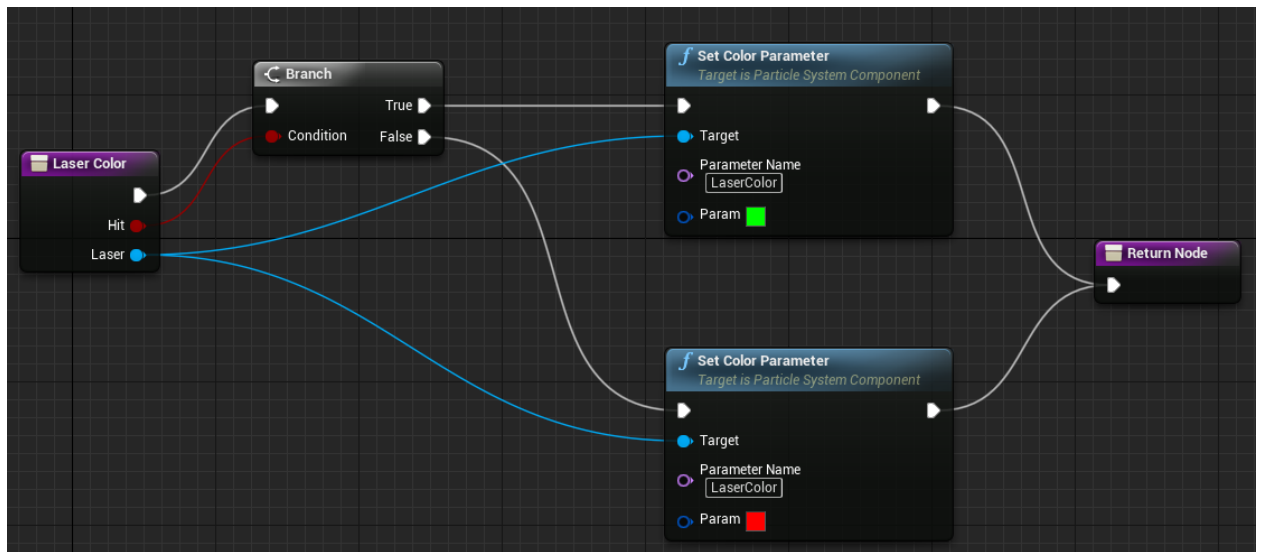 Laser Color
Hit
Laser
Branch
True
Condition
False
f Set Color Parameter
Target is Particle System Component
Target
Parameter Name
LaserColor
Param
f Set Color Parameter
Target is Particle System Component
Target
Parameter Name
LaserColor
Param
Return Node